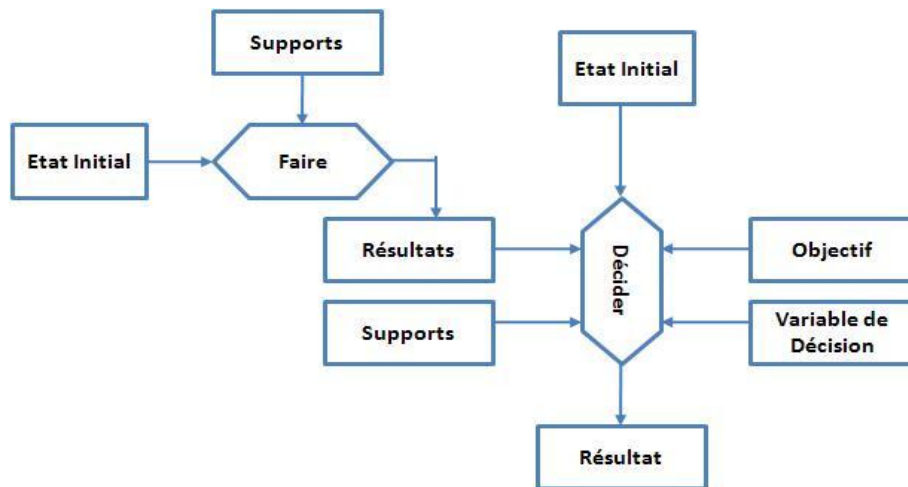 Supports
Etat Initial
Etat Initial
Faire
Résultats
Décider
Objectif
Supports
Variable de
Décision
Résultat